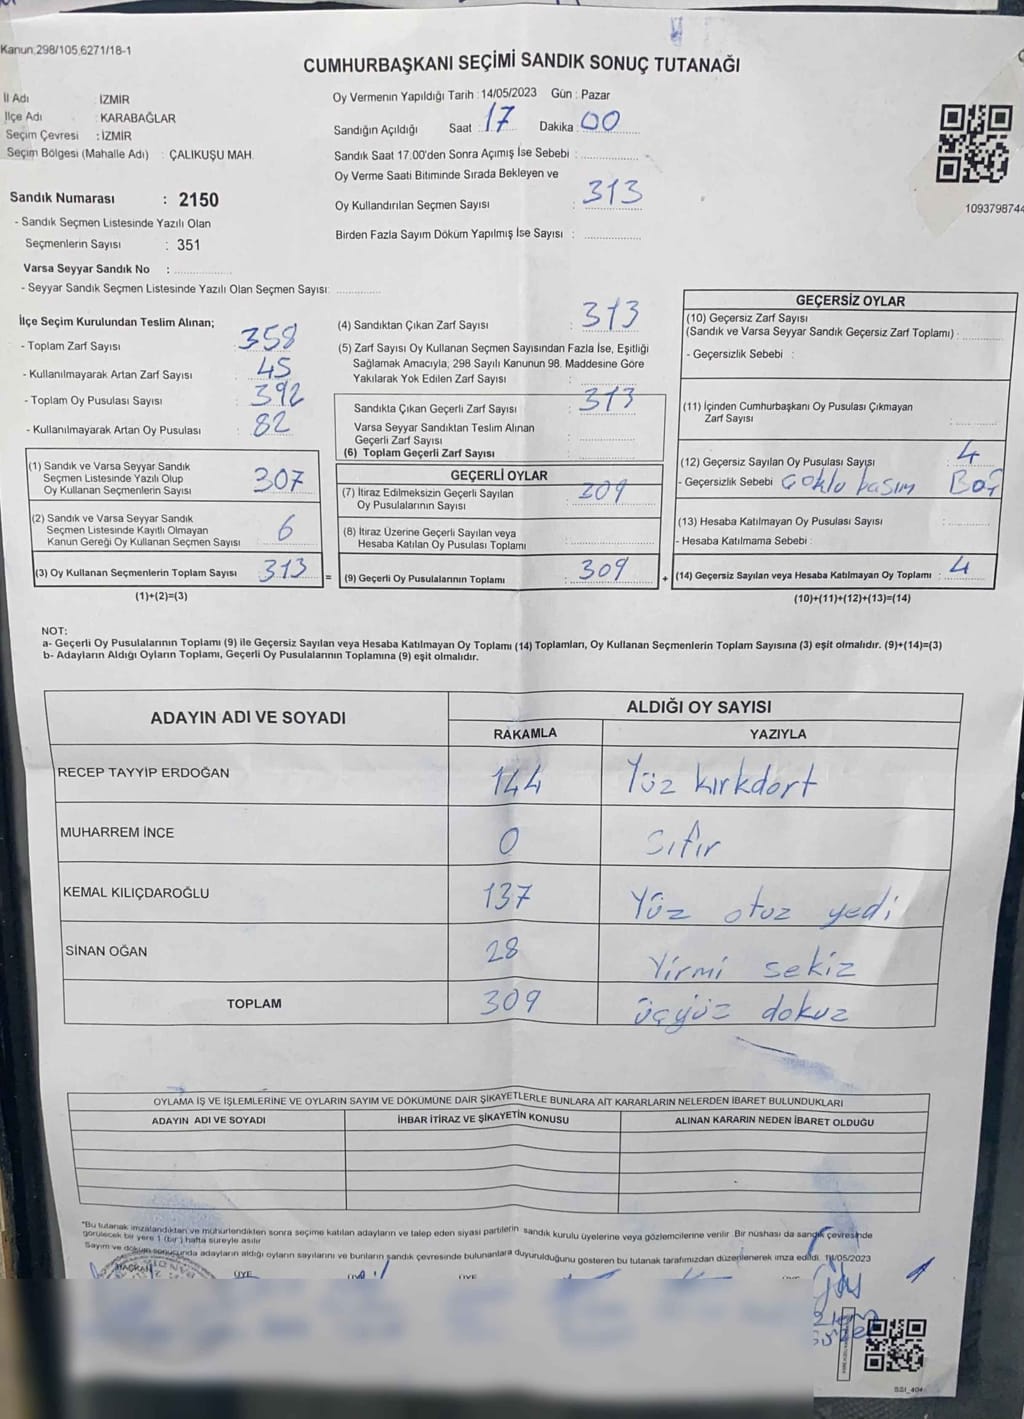 Kanun,298/105,6271/18-1
CUMHURBAŞKANI SEÇİMİ SANDIK SONUÇ TUTANAĞI
İl Adı : İZMİR
İlçe Adı : KARABAĞLAR
Seçim Çevresi : İZMİR
Seçim Bölgesi (Mahalle Adı) : ÇALIKUŞU MAH.
Oy Vermenin Yapıldığı Tarih : 14/05/2023 Gün : Pazar
Sandığın Açıldığı Saat 17 Dakika 00
Sandık Saat 17.00'den Sonra Açımış İse Sebebi :
Oy Verme Saati Bitiminde Sırada Bekleyen ve
Oy Kullandırılan Seçmen Sayısı : 313
Birden Fazla Sayım Döküm Yapılmış İse Sayısı :
1093798744
Sandık Numarası : 2150
- Sandık Seçmen Listesinde Yazılı Olan
Seçmenlerin Sayısı : 351
Varsa Seyyar Sandık No :
- Seyyar Sandık Seçmen Listesinde Yazılı Olan Seçmen Sayısı:
İlçe Seçim Kurulundan Teslim Alınan;
- Toplam Zarf Sayısı : 358
- Kullanılmayarak Artan Zarf Sayısı : 45
- Toplam Oy Pusulası Sayısı : 392
- Kullanılmayarak Artan Oy Pusulası : 82
(1) Sandık ve Varsa Seyyar Sandık
Seçmen Listesinde Yazılı Olup
Oy Kullanan Seçmenlerin Sayısı : 307
(2) Sandık ve Varsa Seyyar Sandık
Seçmen Listesinde Kayıtlı Olmayan
Kanun Gereği Oy Kullanan Seçmen Sayısı : 6
(3) Oy Kullanan Seçmenlerin Toplam Sayısı : 313
(1)+(2)=(3)
(4) Sandıktan Çıkan Zarf Sayısı : 313
(5) Zarf Sayısı Oy Kullanan Seçmen Sayısından Fazla İse, Eşitliği
Sağlamak Amacıyla, 298 Sayılı Kanunun 98. Maddesine Göre
Yakılarak Yok Edilen Zarf Sayısı :
Sandıkta Çıkan Geçerli Zarf Sayısı : 313
Varsa Seyyar Sandıktan Teslim Alınan
Geçerli Zarf Sayısı :
(6) Toplam Geçerli Zarf Sayısı :
GEÇERLİ OYLAR
(7) İtiraz Edilmeksizin Geçerli Sayılan
Oy Pusulalarının Sayısı : 209
(8) İtiraz Üzerine Geçerli Sayılan veya
Hesaba Katılan Oy Pusulası Toplamı :
= (9) Geçerli Oy Pusulalarının Toplamı : 309
GEÇERSİZ OYLAR
(10) Geçersiz Zarf Sayısı
(Sandık ve Varsa Seyyar Sandık Geçersiz Zarf Toplamı) :
- Geçersizlik Sebebi :
(11) İçinden Cumhurbaşkanı Oy Pusulası Çıkmayan
Zarf Sayısı :
(12) Geçersiz Sayılan Oy Pusulası Sayısı : 4
- Geçersizlik Sebebi Çoklu basım Boş
(13) Hesaba Katılmayan Oy Pusulası Sayısı :
- Hesaba Katılmama Sebebi :
+ (14) Geçersiz Sayılan veya Hesaba Katılmayan Oy Toplamı : 4
(10)+(11)+(12)+(13)=(14)
NOT:
a- Geçerli Oy Pusulalarının Toplamı (9) ile Geçersiz Sayılan veya Hesaba Katılmayan Oy Toplamı (14) Toplamları, Oy Kullanan Seçmenlerin Toplam Sayısına (3) eşit olmalıdır. (9)+(14)=(3)
b- Adayların Aldığı Oyların Toplamı, Geçerli Oy Pusulalarının Toplamına (9) eşit olmalıdır.
ADAYIN ADI VE SOYADI ALDIĞI OY SAYISI
RAKAMLA YAZIYLA
RECEP TAYYİP ERDOĞAN 144 Yüz kırkdort
MUHARREM İNCE 0 sıfır
KEMAL KILIÇDAROĞLU 137 Yüz otuz yedi
SİNAN OĞAN 28 Yirmi sekiz
TOPLAM 309 üçyüz dokuz
OYLAMA İŞ VE İŞLEMLERİNE VE OYLARIN SAYIM VE DÖKÜMÜNE DAİR ŞİKAYETLERLE BUNLARA AİT KARARLARIN NELERDEN İBARET BULUNDUKLARI
ADAYIN ADI VE SOYADI İHBAR İTİRAZ VE ŞİKAYETİN KONUSU ALINAN KARARIN NEDEN İBARET OLDUĞU
*Bu tutanak imzalandıktan ve mühürlendikten sonra seçime katılan adayların ve talep eden siyasi partilerin sandık kurulu üyelerine veya gözlemcilerine verilir. Bir nüshası da sandık çevresinde
görülecek bir yere 1 (bir) hafta süreyle asılır.
Sayım ve döküm sonucunda adayların aldığı oyların sayılarını ve bunların sandık çevresinde bulunanlara duyurulduğunu gösteren bu tutanak tarafımızdan düzenlenerek imza edildi. 14/05/2023
BAŞKAN ÜYE
SSI_404